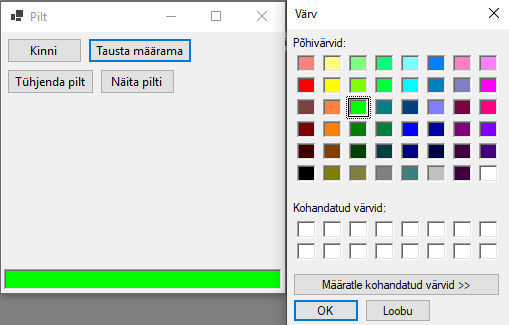 Pilt
Kinni
Tausta määrama
Tühjenda pilt
Näita pilti
Värv
Põhivärvid:
Kohandatud värvid:
Määratle kohandatud värvid >>
OK
Loobu